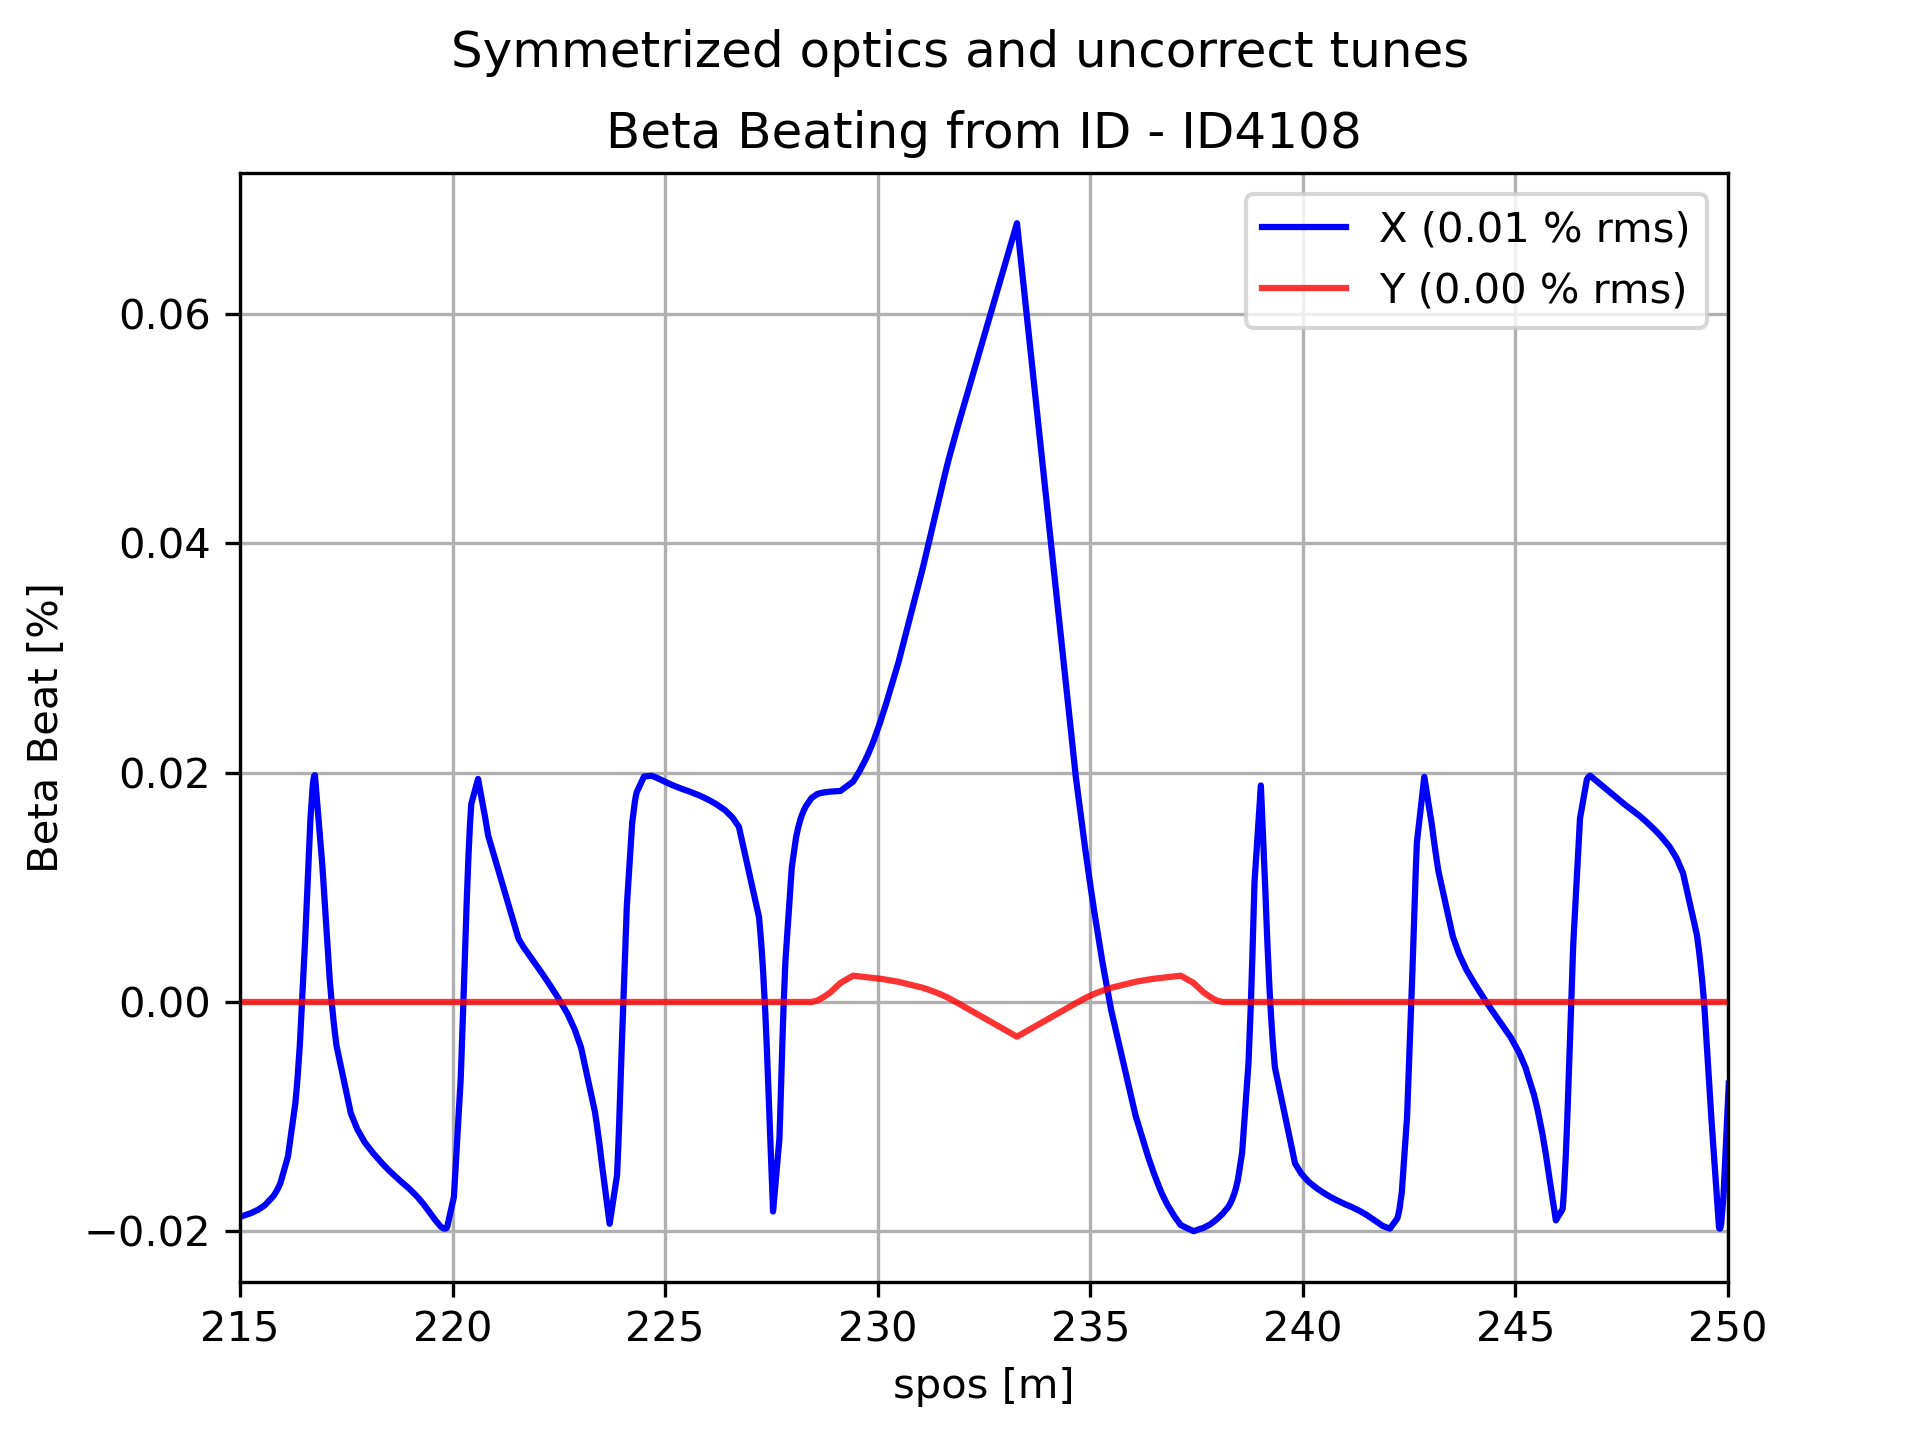 Symmetrized optics and uncorrect tunes
Beta Beating from ID - ID4108
X (0.01 % rms)
Y (0.00 % rms)
Beta Beat [%]
0.06
0.04
0.02
0.00
−0.02
215 220 225 230 235 240 245 250
spos [m]